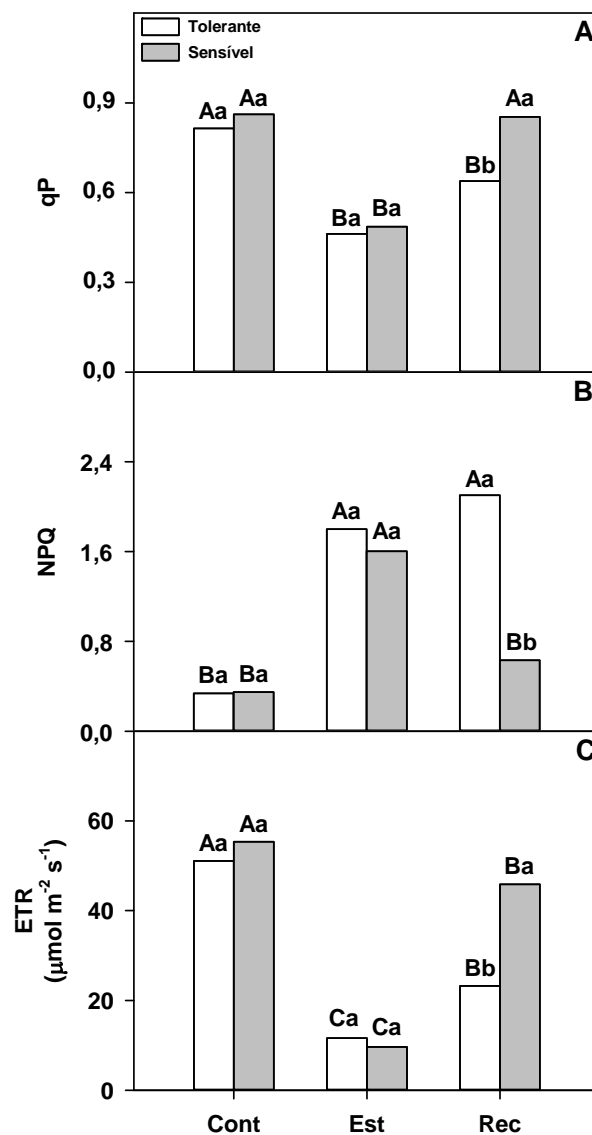 Tolerante
Sensível
A
0,9
0,6
0,3
0,0
qP
Aa Aa
Ba Ba
Bb Aa
B
2,4
1,6
0,8
0,0
NPQ
Ba Ba
Aa Aa
Aa Bb
C
60
40
20
0
ETR
(µmol m⁻² s⁻¹)
Aa Aa
Ca Ca
Bb Ba
Cont Est Rec